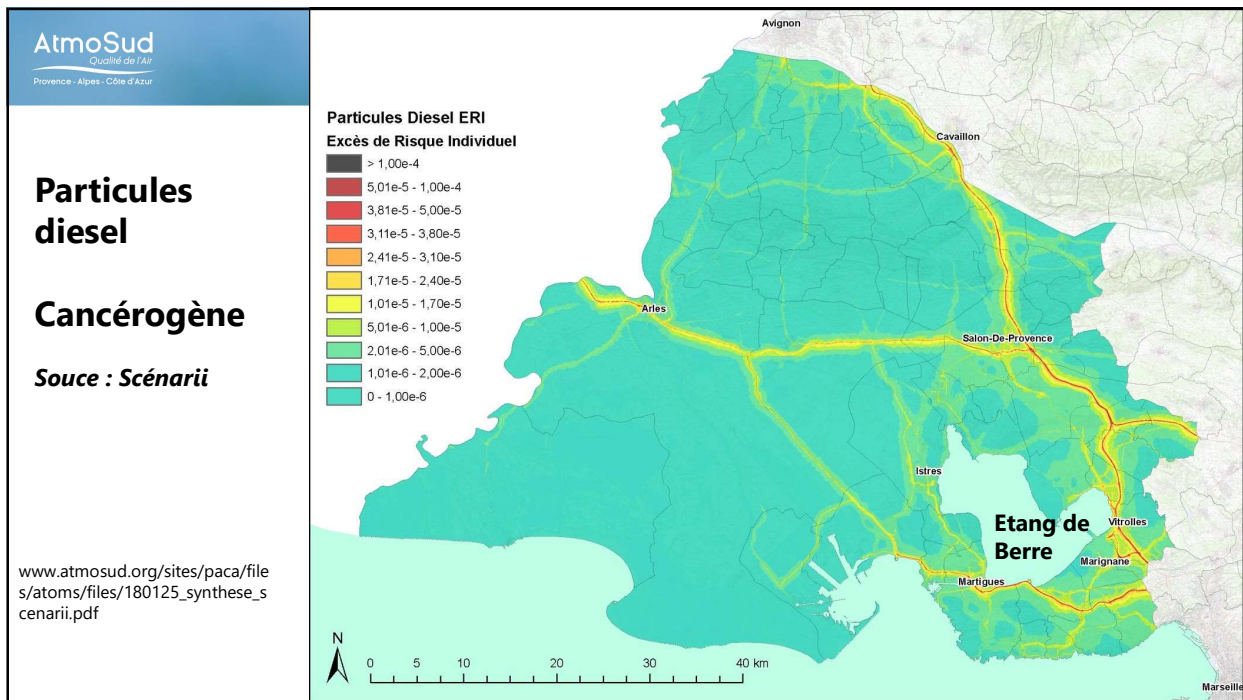 AtmoSud
Qualité de l'Air
Provence - Alpes - Côte d'Azur
Particules
diesel
Cancérogène
Souce : Scénarii
www.atmosud.org/sites/paca/file
s/atoms/files/180125_synthese_s
cenarii.pdf
Particules Diesel ERI
Excès de Risque Individuel
> 1,00e-4
5,01e-5 - 1,00e-4
3,81e-5 - 5,00e-5
3,11e-5 - 3,80e-5
2,41e-5 - 3,10e-5
1,71e-5 - 2,40e-5
1,01e-5 - 1,70e-5
5,01e-6 - 1,00e-5
2,01e-6 - 5,00e-6
1,01e-6 - 2,00e-6
0 - 1,00e-6
Avignon
Cavaillon
Arles
Salon-De-Provence
Istres
Etang de
Berre
Vitrolles
Marignane
Martigues
Marseille
N
0 5 10 20 30 40 km